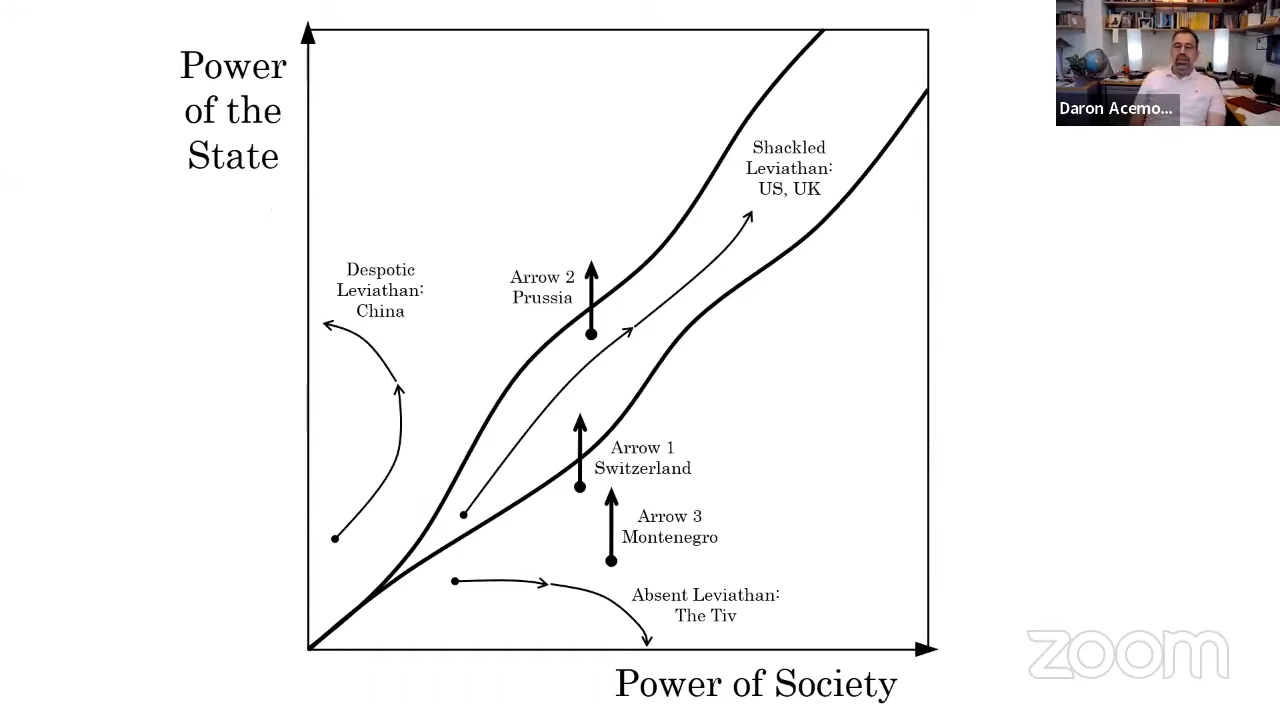 Power
of the
State
Daron Acemo...
Shackled
Leviathan:
US, UK
Despotic
Leviathan:
China
Arrow 2
Prussia
Arrow 1
Switzerland
Arrow 3
Montenegro
Absent Leviathan:
The Tiv
zoom
Power of Society